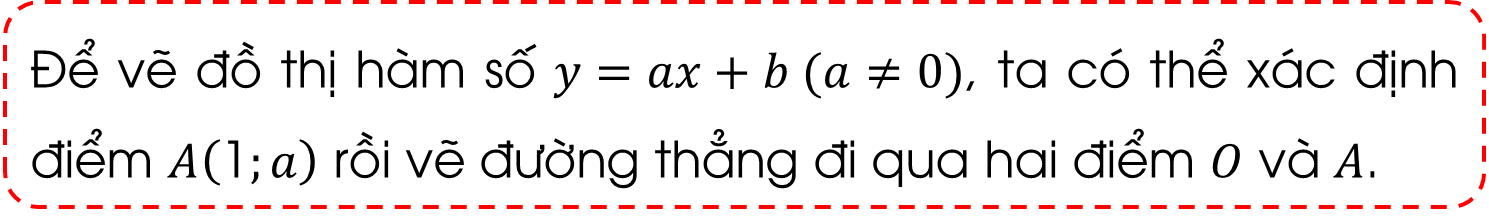 Để vẽ đồ thị hàm số y = ax + b (a ≠ 0), ta có thể xác định
điểm A(1; a) rồi vẽ đường thẳng đi qua hai điểm O và A.